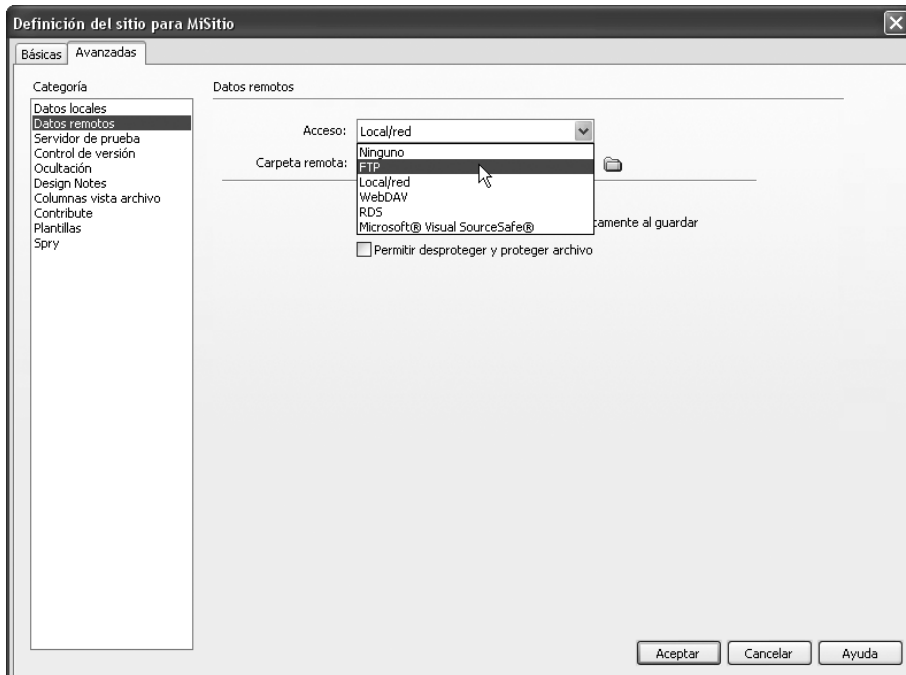 Definición del sitio para MiSitio
Básicas Avanzadas
Categoría
Datos locales
Datos remotos
Servidor de prueba
Control de versión
Ocultación
Design Notes
Columnas vista archivo
Contribute
Plantillas
Spry
Datos remotos
Acceso: Local/red
Ninguno
FTP
Local/red
WebDAV
RDS
Microsoft® Visual SourceSafe®
Carpeta remota:
al guardar
Permitir desproteger y proteger archivo
Aceptar Cancelar Ayuda